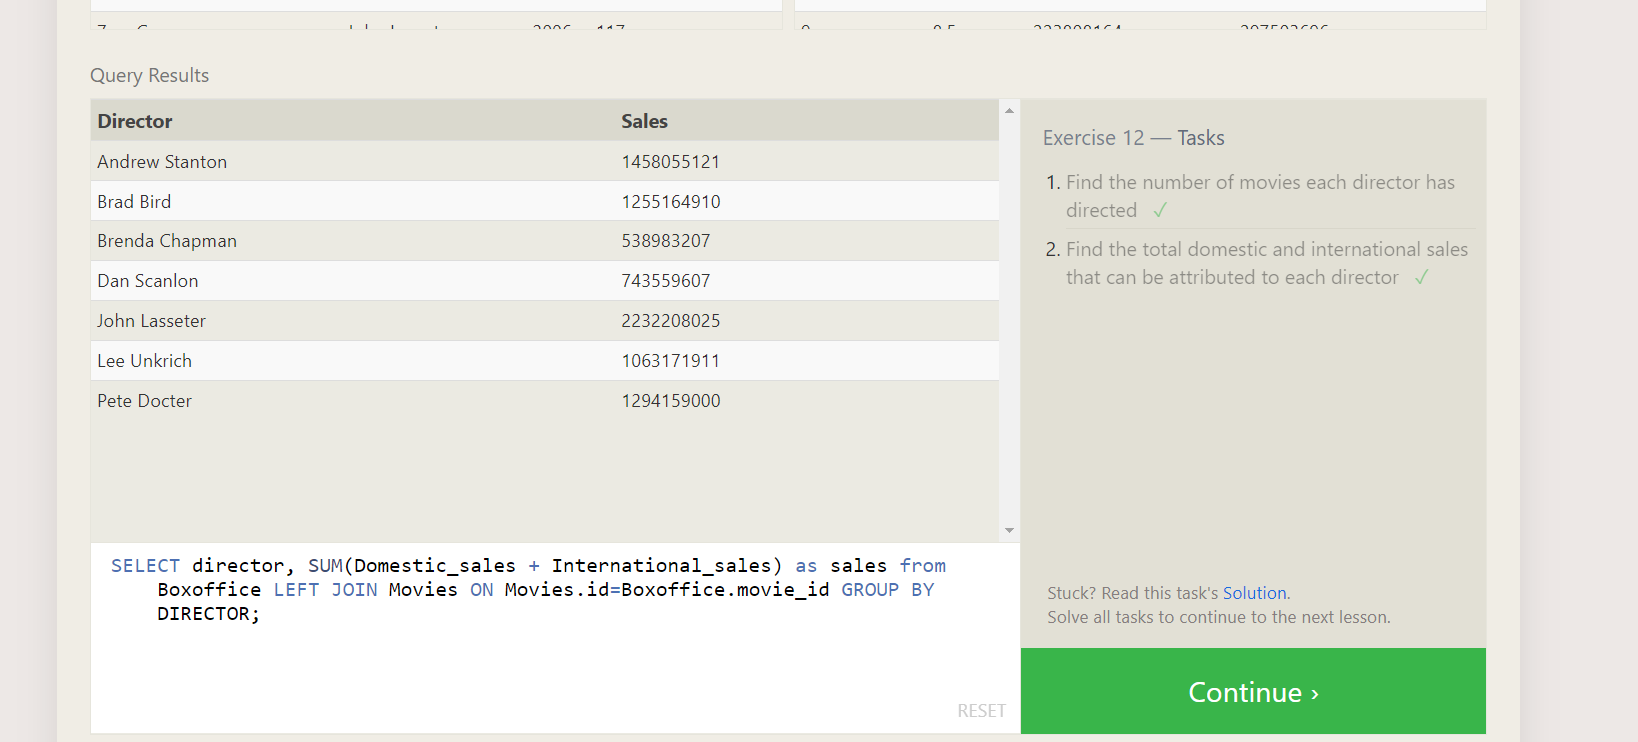 Query Results
Director Sales
Andrew Stanton 1458055121
Brad Bird 1255164910
Brenda Chapman 538983207
Dan Scanlon 743559607
John Lasseter 2232208025
Lee Unkrich 1063171911
Pete Docter 1294159000
SELECT director, SUM(Domestic_sales + International_sales) as sales from
Boxoffice LEFT JOIN Movies ON Movies.id=Boxoffice.movie_id GROUP BY
DIRECTOR;
RESET
Exercise 12 — Tasks
1. Find the number of movies each director has
directed ✓
2. Find the total domestic and international sales
that can be attributed to each director ✓
Stuck? Read this task's Solution.
Solve all tasks to continue to the next lesson.
Continue ›